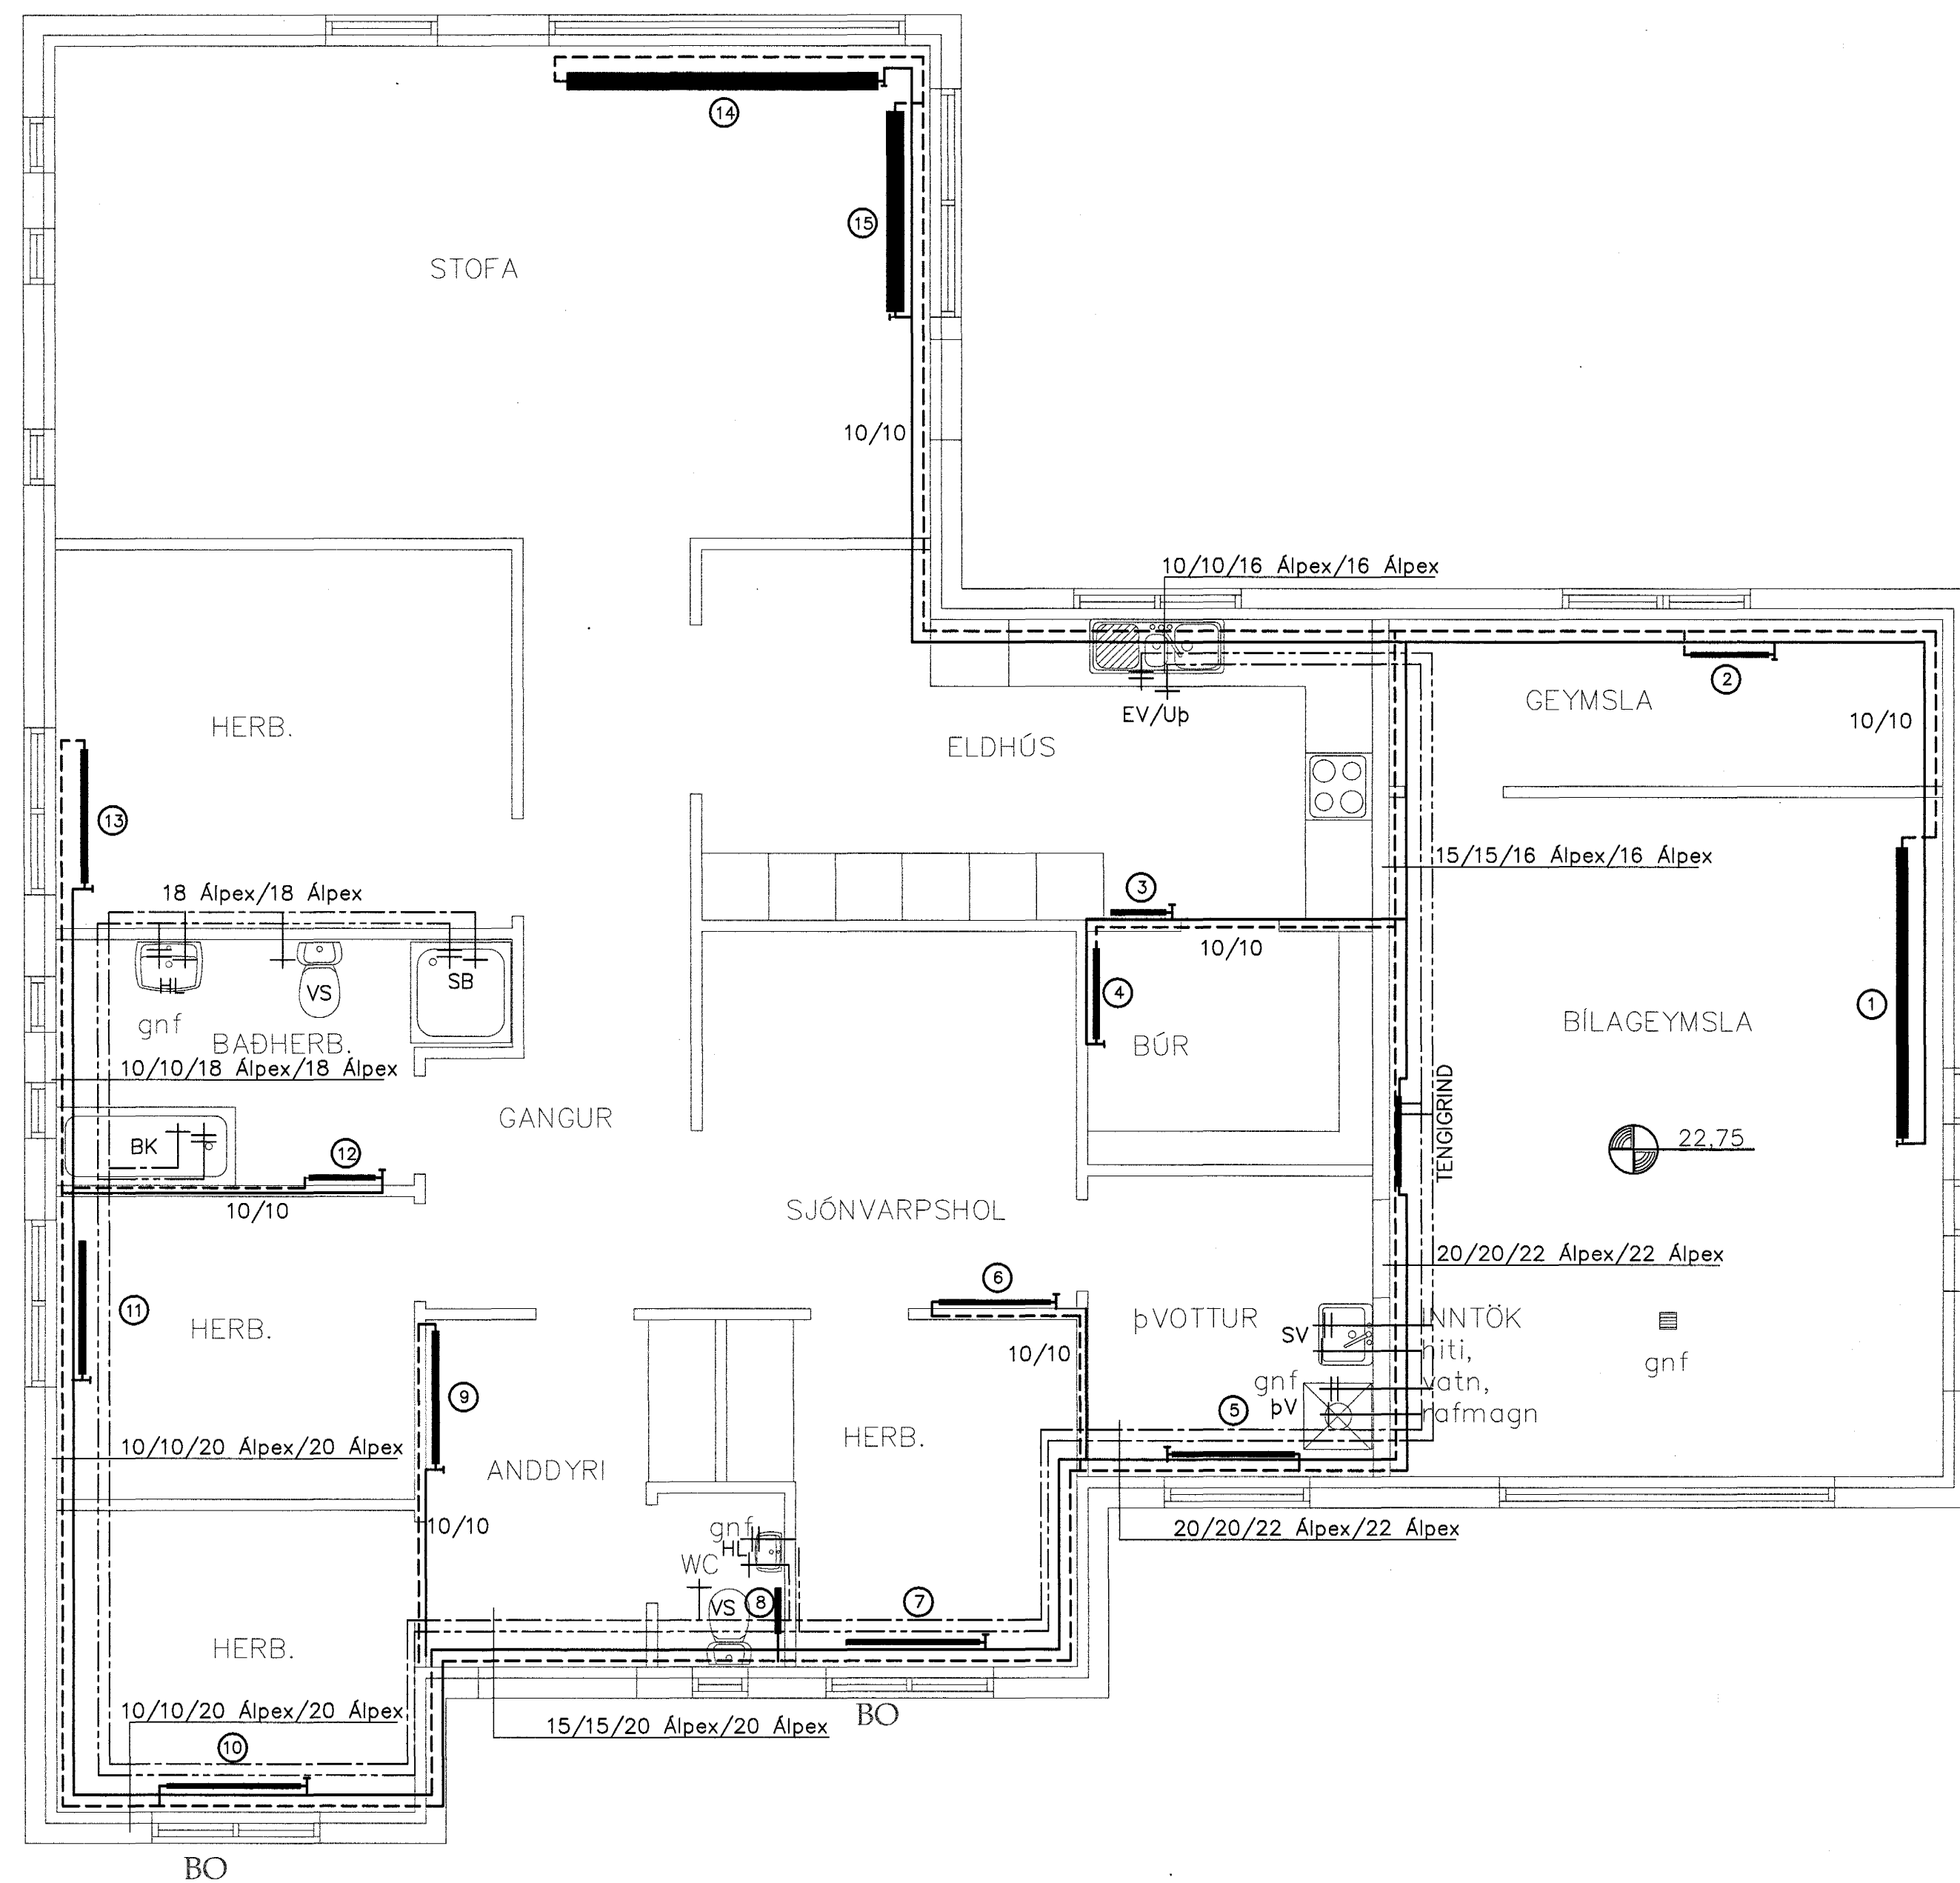 14
15
STOFA
10/10
10/10/16 Álpex/16 Álpex
2
GEYMSLA
10/10
EV/Uþ
HERB.
ELDHÚS
13
15/15/16 Álpex/16 Álpex
3
18 Álpex/18 Álpex
10/10
HL
VS
SB
4
1
gnf
BÍLAGEYMSLA
BAÐHERB.
BÚR
10/10/18 Álpex/18 Álpex
TENGIGRIND
GANGUR
BK
12
22,75
10/10
SJÓNVARPSHOL
20/20/22 Álpex/22 Álpex
6
11
HERB.
ÞVOTTUR
SV
INNTÖK
hiti,
vatn,
rafmagn
10/10
gnf
gnf
ÞV
9
5
HERB.
10/10/20 Álpex/20 Álpex
ANDDYRI
10/10
gnf
HL
20/20/22 Álpex/22 Álpex
WC
VS
8
7
HERB.
10/10/20 Álpex/20 Álpex
15/15/20 Álpex/20 Álpex
BO
10
BO